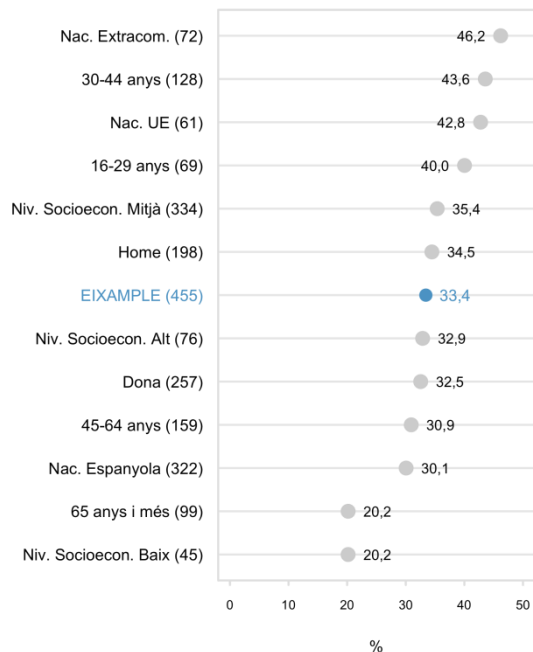 Nac. Extracom. (72) 46,2
30-44 anys (128) 43,6
Nac. UE (61) 42,8
16-29 anys (69) 40,0
Niv. Socioecon. Mitjà (334) 35,4
Home (198) 34,5
EIXAMPLE (455) 33,4
Niv. Socioecon. Alt (76) 32,9
Dona (257) 32,5
45-64 anys (159) 30,9
Nac. Espanyola (322) 30,1
65 anys i més (99) 20,2
Niv. Socioecon. Baix (45) 20,2
0 10 20 30 40 50
%